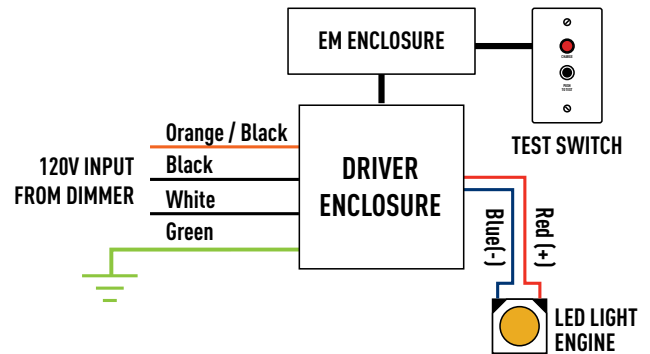 EM ENCLOSURE
TEST SWITCH
Orange / Black
Black
White
Green
120V INPUT
FROM DIMMER
DRIVER
ENCLOSURE
Red (+)
Blue(-)
LED LIGHT
ENGINE